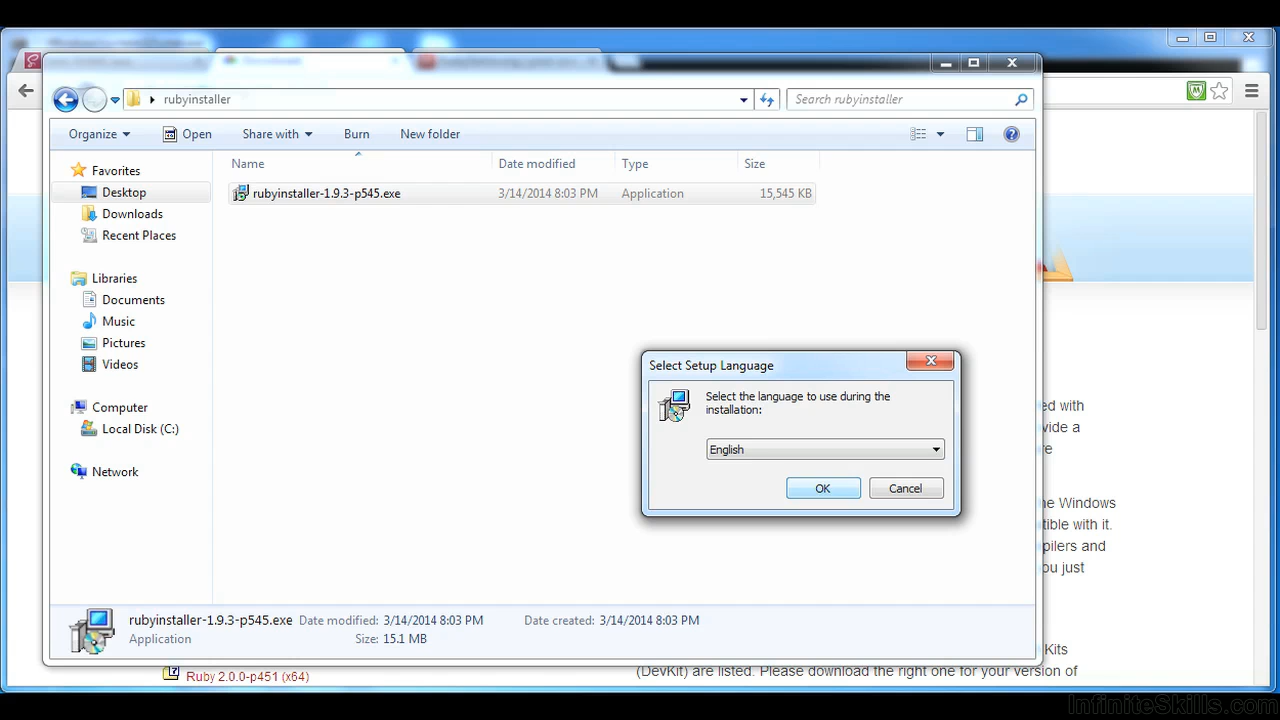 rubyinstaller
Search rubyinstaller
Organize
Open
Share with
Burn
New folder
Name
Date modified
Type
Size
Favorites
Desktop
Downloads
Recent Places
Libraries
Documents
Music
Pictures
Videos
Computer
Local Disk (C:)
Network
rubyinstaller-1.9.3-p545.exe
3/14/2014 8:03 PM
Application
15,545 KB
Select Setup Language
Select the language to use during the
installation:
English
OK
Cancel
ed with
vide a
re
he Windows
tible with it.
pilers and
ou just
Kits
rubyinstaller-1.9.3-p545.exe Date modified: 3/14/2014 8:03 PM Date created: 3/14/2014 8:03 PM
Application Size: 15.1 MB
Ruby 2.0.0-p451 (x64)
(DevKit) are listed. Please download the right one for your version of
InfiniteSkills.com